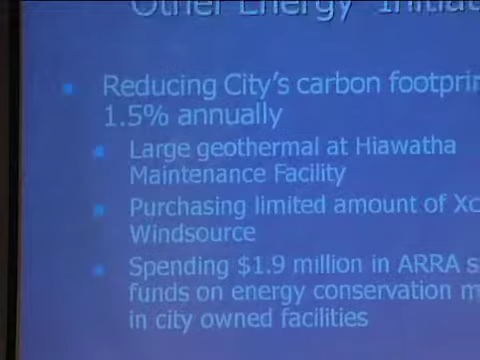 Other Energy Initiat
Reducing City's carbon footprin
1.5% annually
Large geothermal at Hiawatha
Maintenance Facility
Purchasing limited amount of Xc
Windsource
Spending $1.9 million in ARRA s
funds on energy conservation m
in city owned facilities